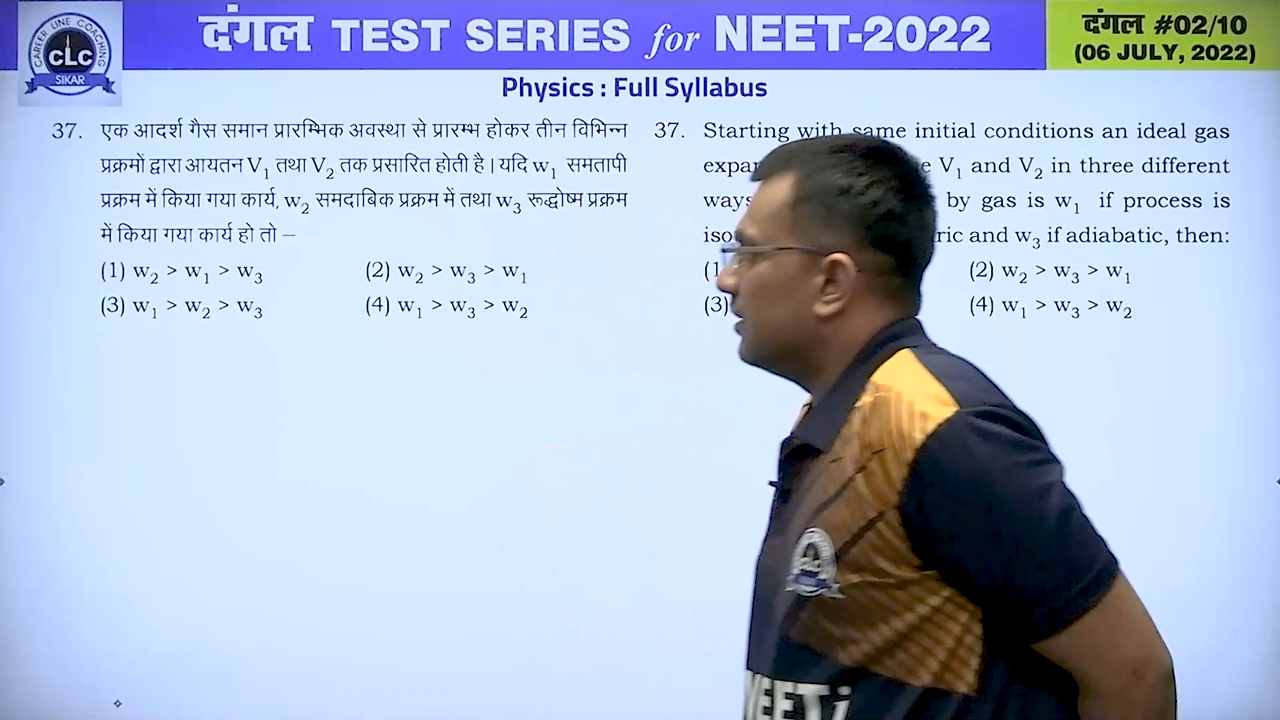 CAREER LINE COACHING
CLC
SIKAR
दंगल TEST SERIES for NEET-2022
दंगल #02/10
(06 JULY, 2022)
Physics : Full Syllabus
37. एक आदर्श गैस समान प्रारम्भिक अवस्था से प्रारम्भ होकर तीन विभिन्न
प्रक्रमों द्वारा आयतन V₁ तथा V₂ तक प्रसारित होती है। यदि w₁ समतापी
प्रक्रम में किया गया कार्य, w₂ समदाबिक प्रक्रम में तथा w₃ रूद्धोष्म प्रक्रम
में किया गया कार्य हो तो –
(1) w₂ > w₁ > w₃ (2) w₂ > w₃ > w₁
(3) w₁ > w₂ > w₃ (4) w₁ > w₃ > w₂
37. Starting with same initial conditions an ideal gas
V₁ and V₂ in three different
ways by gas is w₁ if process is
and w₃ if adiabatic, then:
(2) w₂ > w₃ > w₁
(3) (4) w₁ > w₃ > w₂
CLC
NEET